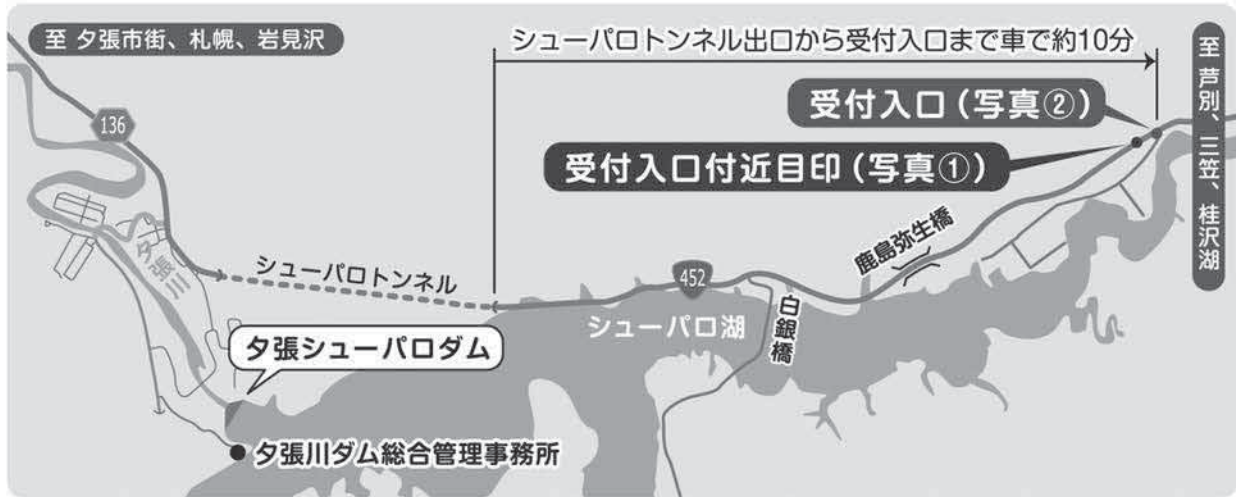 至 夕張市街、札幌、岩見沢
シューパロトンネル出口から受付入口まで車で約10分
至 芦別、三笠、桂沢湖
受付入口(写真②)
136
受付入口付近目印(写真①)
鹿島弥生橋
夕張川
シューパロトンネル
452
シューパロ湖
白銀橋
夕張シューパロダム
夕張川ダム総合管理事務所